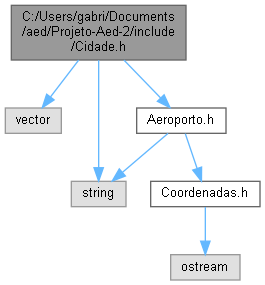 C:/Users/gabri/Documents
/aed/Projeto-Aed-2/include
/Cidade.h
vector
Aeroporto.h
string
Coordenadas.h
ostream